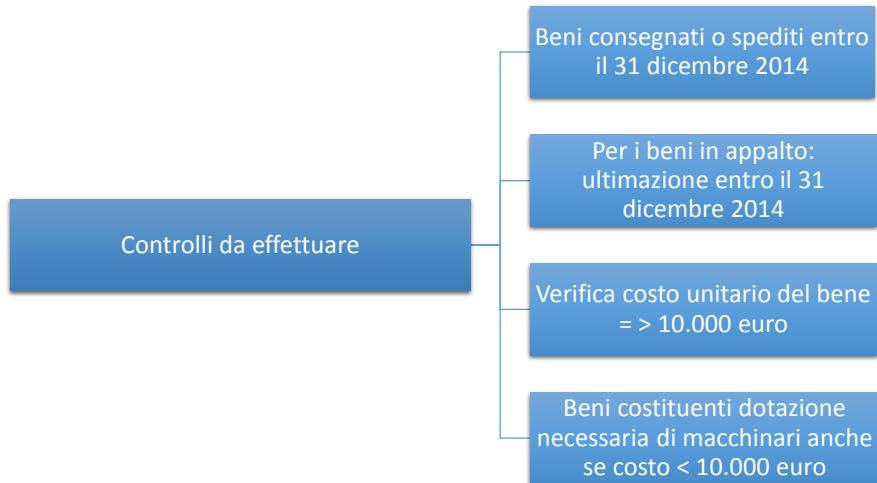 Controlli da effettuare
Beni consegnati o spediti entro
il 31 dicembre 2014
Per i beni in appalto:
ultimazione entro il 31
dicembre 2014
Verifica costo unitario del bene
= > 10.000 euro
Beni costituenti dotazione
necessaria di macchinari anche
se costo < 10.000 euro